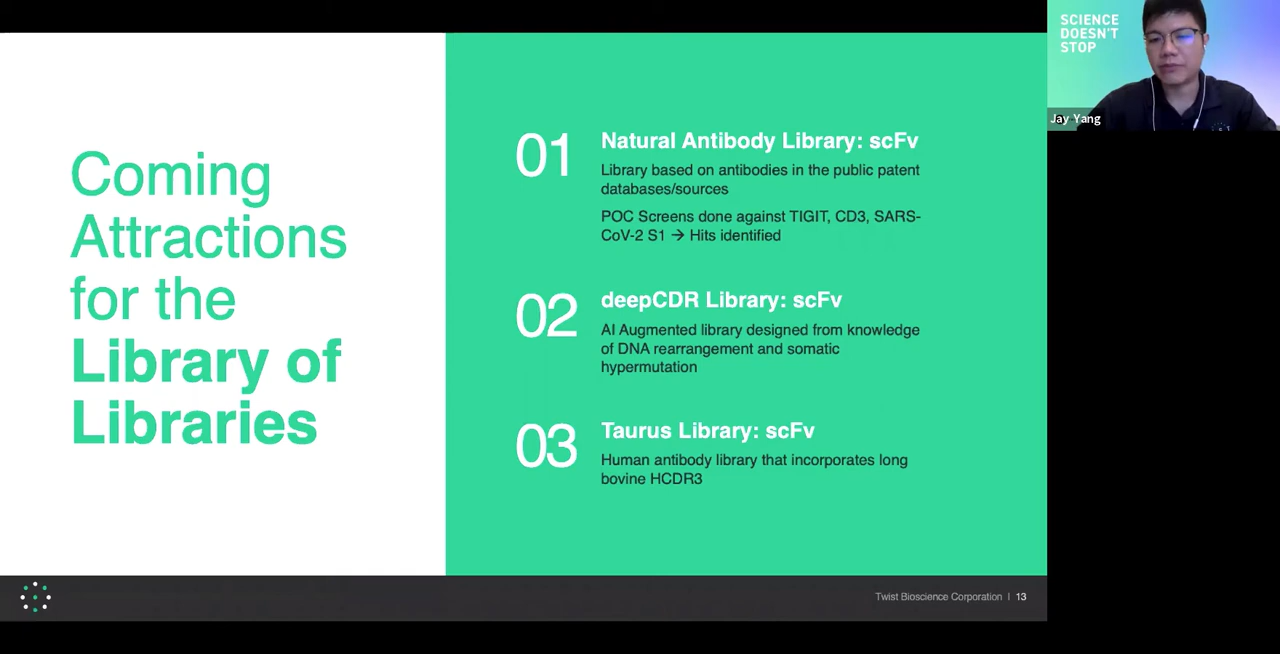 Coming
Attractions
for the
Library of
Libraries
01
Natural Antibody Library: scFv
Library based on antibodies in the public patent
databases/sources
POC Screens done against TIGIT, CD3, SARS-
CoV-2 S1 → Hits identified
02
deepCDR Library: scFv
AI Augmented library designed from knowledge
of DNA rearrangement and somatic
hypermutation
03
Taurus Library: scFv
Human antibody library that incorporates long
bovine HCDR3
Twist Bioscience Corporation | 13
SCIENCE
DOESN'T
STOP
Jay Yang